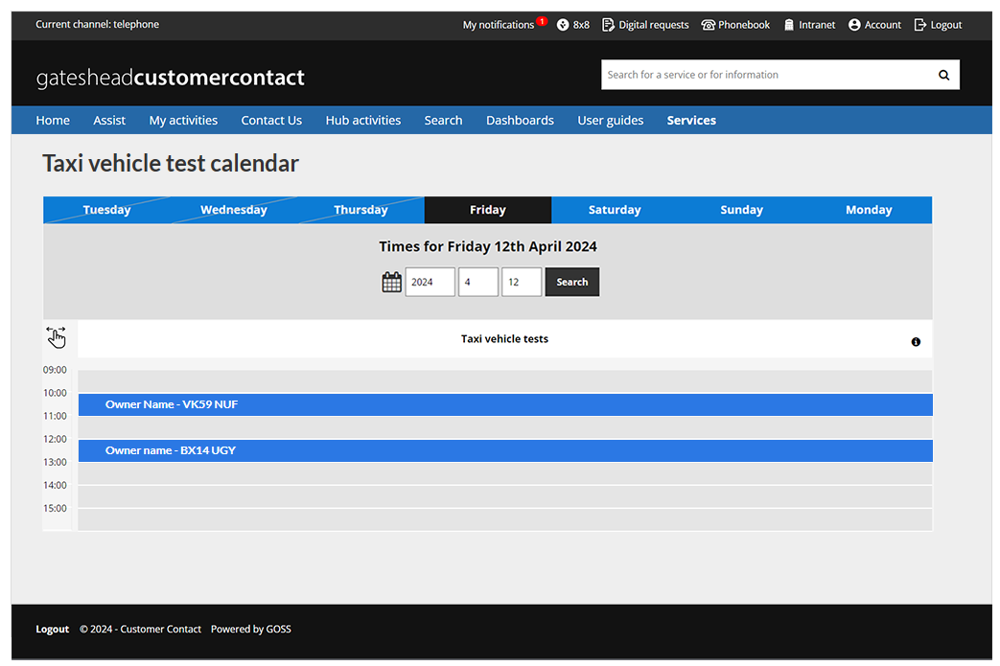 Current channel: telephone My notifications 1 8x8 Digital requests Phonebook Intranet Account Logout
gatesheadcustomercontact Search for a service or for information
Home Assist My activities Contact Us Hub activities Search Dashboards User guides Services
Taxi vehicle test calendar
Tuesday Wednesday Thursday Friday Saturday Sunday Monday
Times for Friday 12th April 2024
2024 4 12 Search
Taxi vehicle tests
09:00
10:00
Owner Name - VK59 NUF
11:00
12:00
Owner name - BX14 UGY
13:00
14:00
15:00
Logout © 2024 - Customer Contact Powered by GOSS